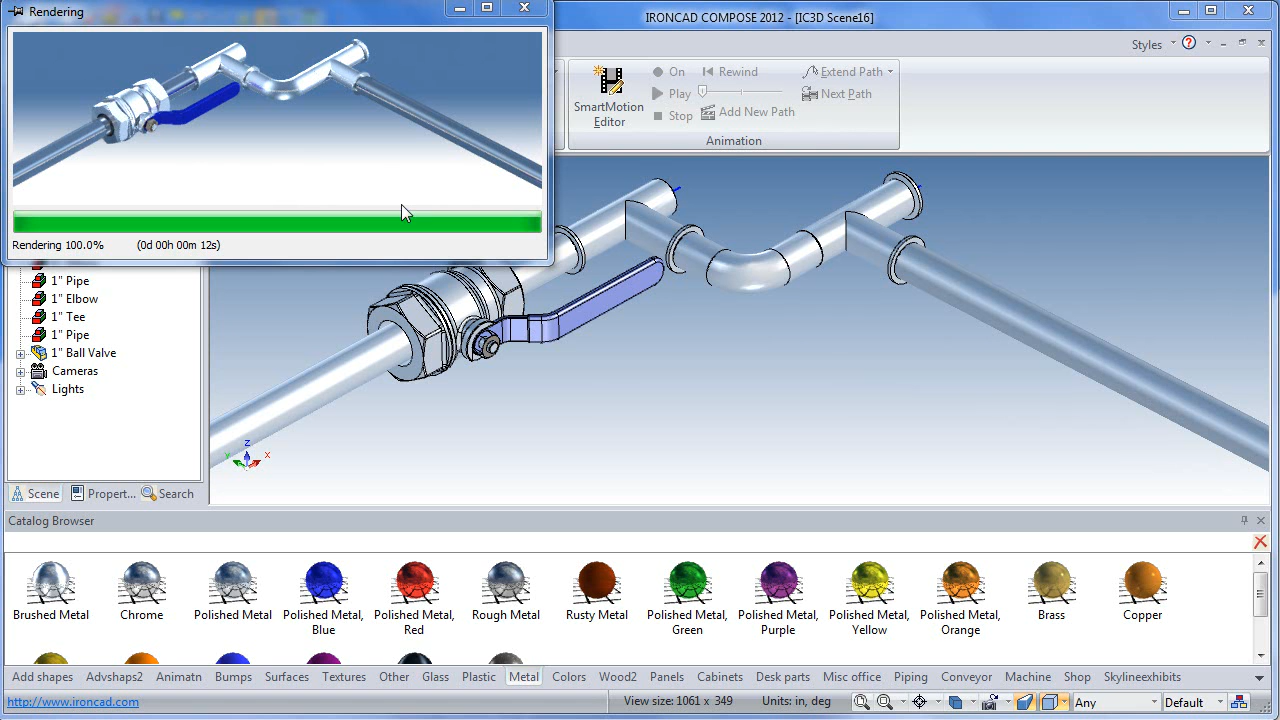 Rendering
IRONCAD COMPOSE 2012 - [IC3D Scene16]
Styles
SmartMotion
Editor
On
Rewind
Extend Path
Play
Next Path
Stop
Add New Path
Animation
Rendering 100.0%
(0d 00h 00m 12s)
1" Pipe
1" Elbow
1" Tee
1" Pipe
1" Ball Valve
Cameras
Lights
Z
Y
X
Scene
Propert...
Search
Catalog Browser
Brushed Metal
Chrome
Polished Metal
Polished Metal,
Blue
Polished Metal,
Red
Rough Metal
Rusty Metal
Polished Metal,
Green
Polished Metal,
Purple
Polished Metal,
Yellow
Polished Metal,
Orange
Brass
Copper
Add shapes
Advshaps2
Animatn
Bumps
Surfaces
Textures
Other
Glass
Plastic
Metal
Colors
Wood2
Panels
Cabinets
Desk parts
Misc office
Piping
Conveyor
Machine
Shop
Skylineexhibits
http://www.ironcad.com
View size: 1061 x 349
Units: in, deg
Any
Default